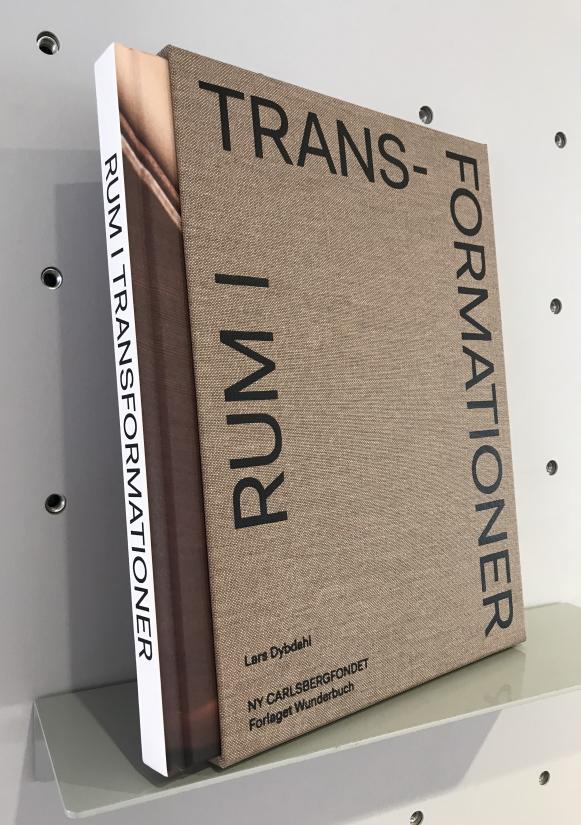 RUM I TRANSFORMATIONER
RUM I
TRANS-
FORMATIONER
Lars Dybdahl
NY CARLSBERGFONDET
Forlaget Wunderbuch